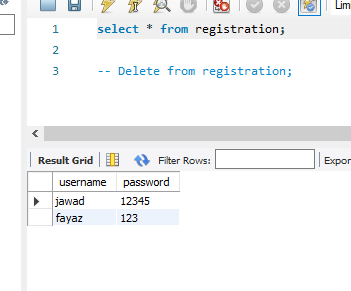 Lim
1 select * from registration;
2
3 -- Delete from registration;
Result Grid Filter Rows: Expor
username password
jawad 12345
fayaz 123